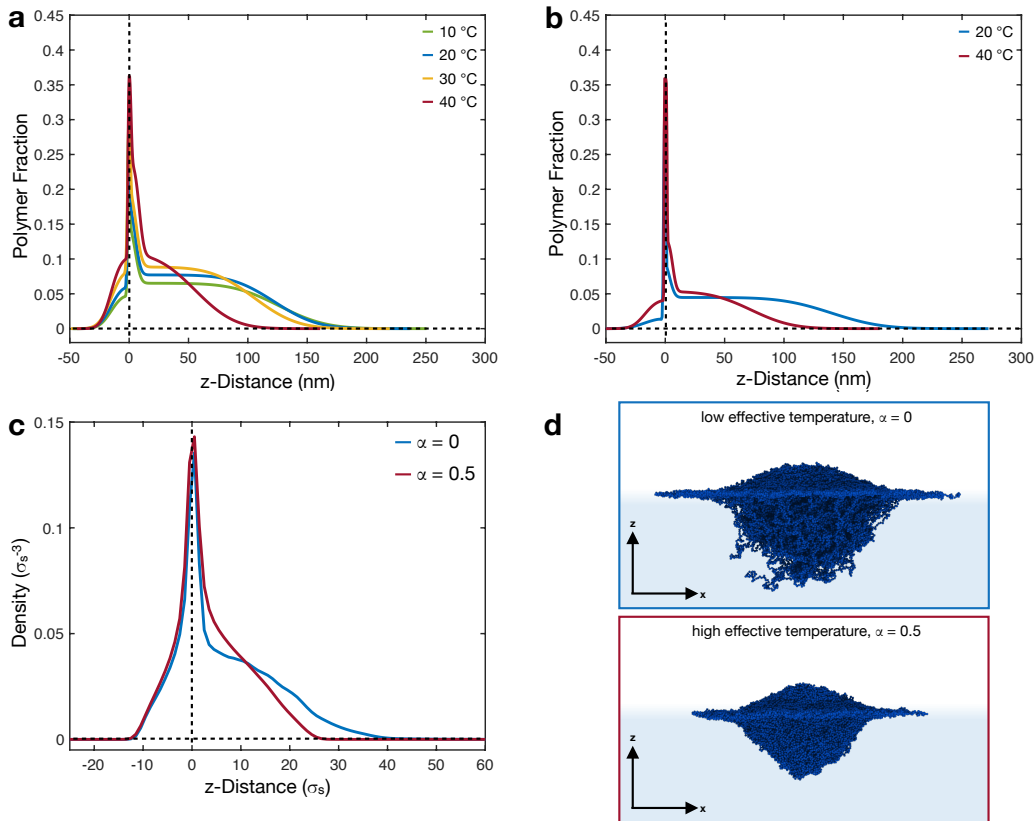 a
0.45
0.4
0.35
0.3
0.25
0.2
0.15
0.1
0.05
0
-50 0 50 100 150 200 250 300
Polymer Fraction
z-Distance (nm)
10 °C
20 °C
30 °C
40 °C
b
0.45
0.4
0.35
0.3
0.25
0.2
0.15
0.1
0.05
0
-50 0 50 100 150 200 250 300
Polymer Fraction
z-Distance (nm)
20 °C
40 °C
c
0.15
0.1
0.05
0
-20 -10 0 10 20 30 40 50 60
Density (σₛ⁻³)
z-Distance (σₛ)
α = 0
α = 0.5
d
low effective temperature, α = 0
z
x
high effective temperature, α = 0.5
z
x